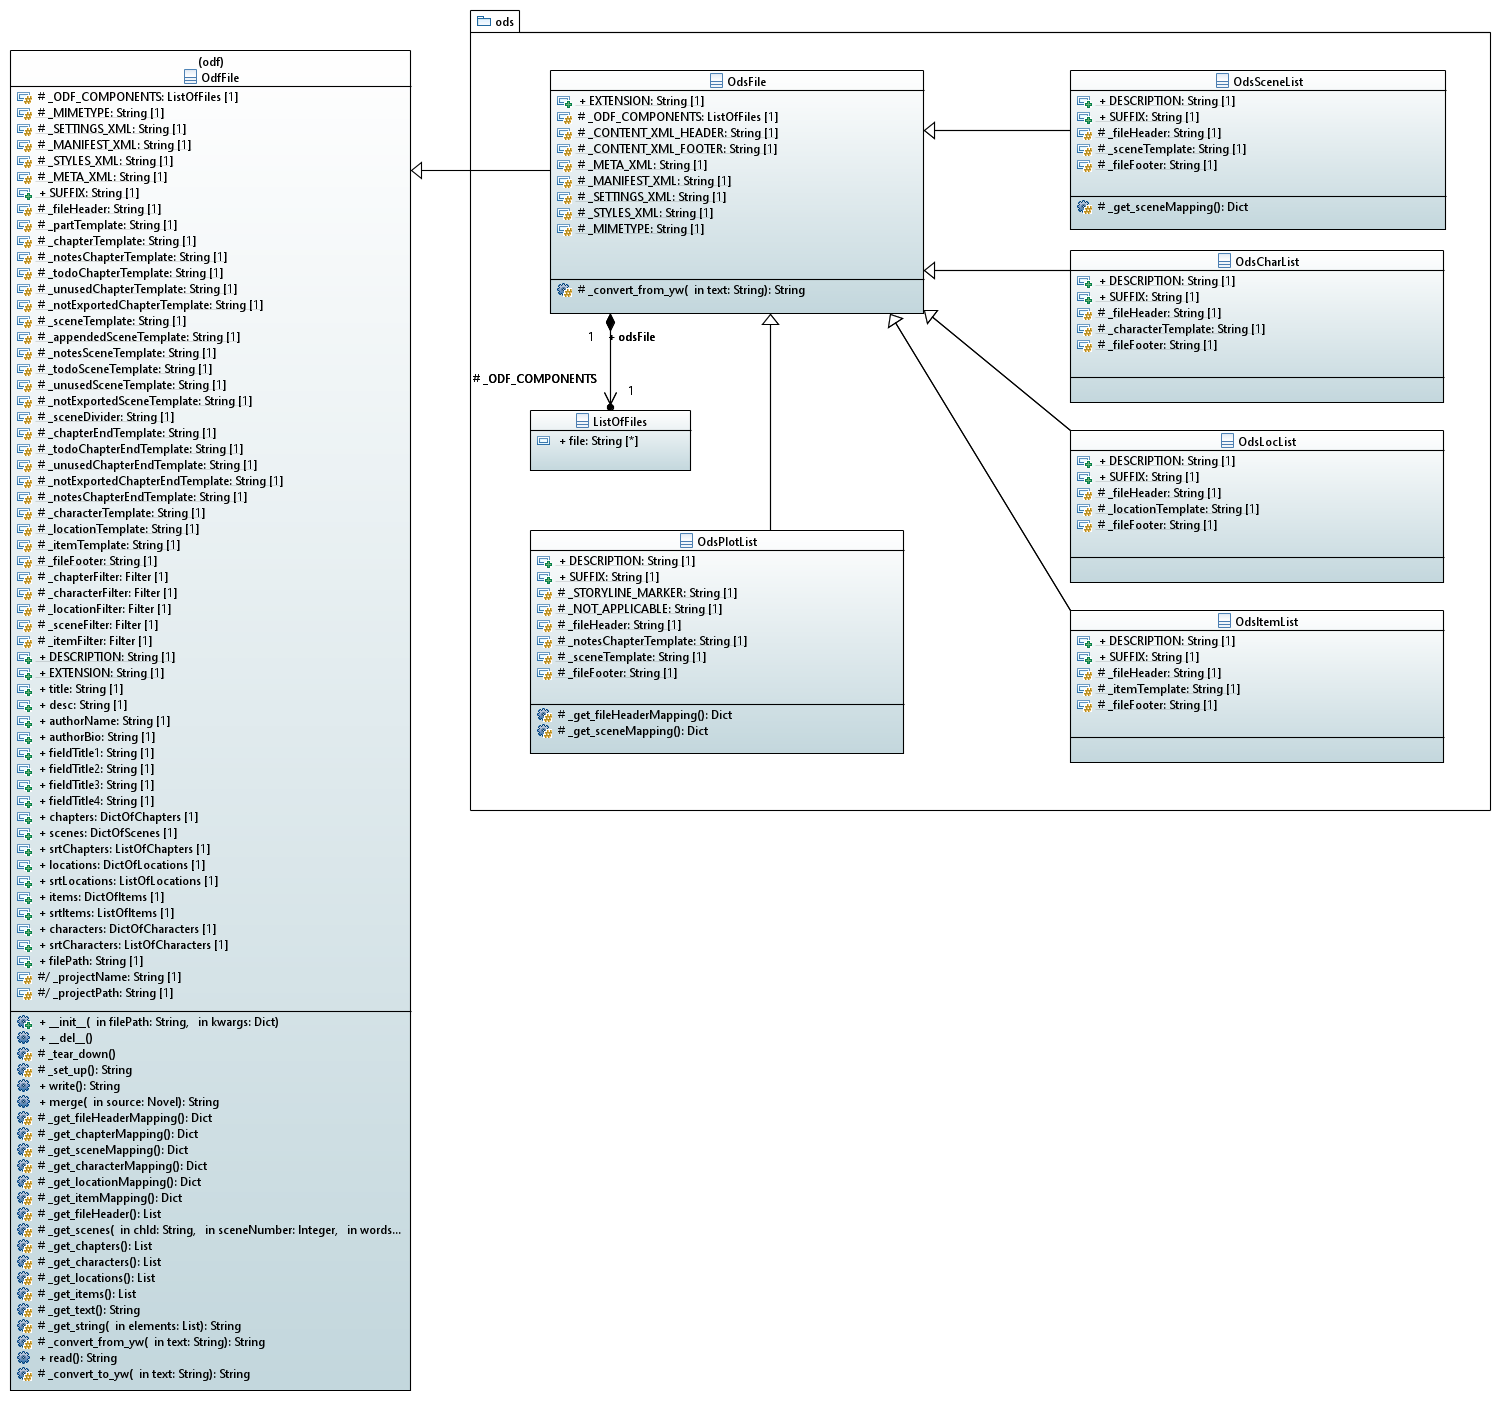 (odf)
OdfFile
# _ODF_COMPONENTS: ListOfFiles [1]
# _MIMETYPE: String [1]
# _SETTINGS_XML: String [1]
# _MANIFEST_XML: String [1]
# _STYLES_XML: String [1]
# _META_XML: String [1]
+ SUFFIX: String [1]
# _fileHeader: String [1]
# _partTemplate: String [1]
# _chapterTemplate: String [1]
# _notesChapterTemplate: String [1]
# _todoChapterTemplate: String [1]
# _unusedChapterTemplate: String [1]
# _notExportedChapterTemplate: String [1]
# _sceneTemplate: String [1]
# _appendedSceneTemplate: String [1]
# _notesSceneTemplate: String [1]
# _todoSceneTemplate: String [1]
# _unusedSceneTemplate: String [1]
# _notExportedSceneTemplate: String [1]
# _sceneDivider: String [1]
# _chapterEndTemplate: String [1]
# _todoChapterEndTemplate: String [1]
# _unusedChapterEndTemplate: String [1]
# _notExportedChapterEndTemplate: String [1]
# _notesChapterEndTemplate: String [1]
# _characterTemplate: String [1]
# _locationTemplate: String [1]
# _itemTemplate: String [1]
# _fileFooter: String [1]
# _chapterFilter: Filter [1]
# _characterFilter: Filter [1]
# _locationFilter: Filter [1]
# _sceneFilter: Filter [1]
# _itemFilter: Filter [1]
+ DESCRIPTION: String [1]
+ EXTENSION: String [1]
+ title: String [1]
+ desc: String [1]
+ authorName: String [1]
+ authorBio: String [1]
+ fieldTitle1: String [1]
+ fieldTitle2: String [1]
+ fieldTitle3: String [1]
+ fieldTitle4: String [1]
+ chapters: DictOfChapters [1]
+ scenes: DictOfScenes [1]
+ srtChapters: ListOfChapters [1]
+ locations: DictOfLocations [1]
+ srtLocations: ListOfLocations [1]
+ items: DictOfItems [1]
+ srtItems: ListOfItems [1]
+ characters: DictOfCharacters [1]
+ srtCharacters: ListOfCharacters [1]
+ filePath: String [1]
#/ _projectName: String [1]
#/ _projectPath: String [1]
+ __init__(  in filePath: String,   in kwargs: Dict)
+ __del__()
# _tear_down()
# _set_up(): String
+ write(): String
+ merge(  in source: Novel): String
# _get_fileHeaderMapping(): Dict
# _get_chapterMapping(): Dict
# _get_sceneMapping(): Dict
# _get_characterMapping(): Dict
# _get_locationMapping(): Dict
# _get_itemMapping(): Dict
# _get_fileHeader(): List
# _get_scenes(  in chId: String,   in sceneNumber: Integer,   in words...
# _get_chapters(): List
# _get_characters(): List
# _get_locations(): List
# _get_items(): List
# _get_text(): String
# _get_string(  in elements: List): String
# _convert_from_yw(  in text: String): String
+ read(): String
# _convert_to_yw(  in text: String): String
ods
OdsFile
+ EXTENSION: String [1]
# _ODF_COMPONENTS: ListOfFiles [1]
# _CONTENT_XML_HEADER: String [1]
# _CONTENT_XML_FOOTER: String [1]
# _META_XML: String [1]
# _MANIFEST_XML: String [1]
# _SETTINGS_XML: String [1]
# _STYLES_XML: String [1]
# _MIMETYPE: String [1]
# _convert_from_yw(  in text: String): String
1
+ odsFile
# _ODF_COMPONENTS
1
ListOfFiles
+ file: String [*]
OdsPlotList
+ DESCRIPTION: String [1]
+ SUFFIX: String [1]
# _STORYLINE_MARKER: String [1]
# _NOT_APPLICABLE: String [1]
# _fileHeader: String [1]
# _notesChapterTemplate: String [1]
# _sceneTemplate: String [1]
# _fileFooter: String [1]
# _get_fileHeaderMapping(): Dict
# _get_sceneMapping(): Dict
OdsSceneList
+ DESCRIPTION: String [1]
+ SUFFIX: String [1]
# _fileHeader: String [1]
# _sceneTemplate: String [1]
# _fileFooter: String [1]
# _get_sceneMapping(): Dict
OdsCharList
+ DESCRIPTION: String [1]
+ SUFFIX: String [1]
# _fileHeader: String [1]
# _characterTemplate: String [1]
# _fileFooter: String [1]
OdsLocList
+ DESCRIPTION: String [1]
+ SUFFIX: String [1]
# _fileHeader: String [1]
# _locationTemplate: String [1]
# _fileFooter: String [1]
OdsItemList
+ DESCRIPTION: String [1]
+ SUFFIX: String [1]
# _fileHeader: String [1]
# _itemTemplate: String [1]
# _fileFooter: String [1]